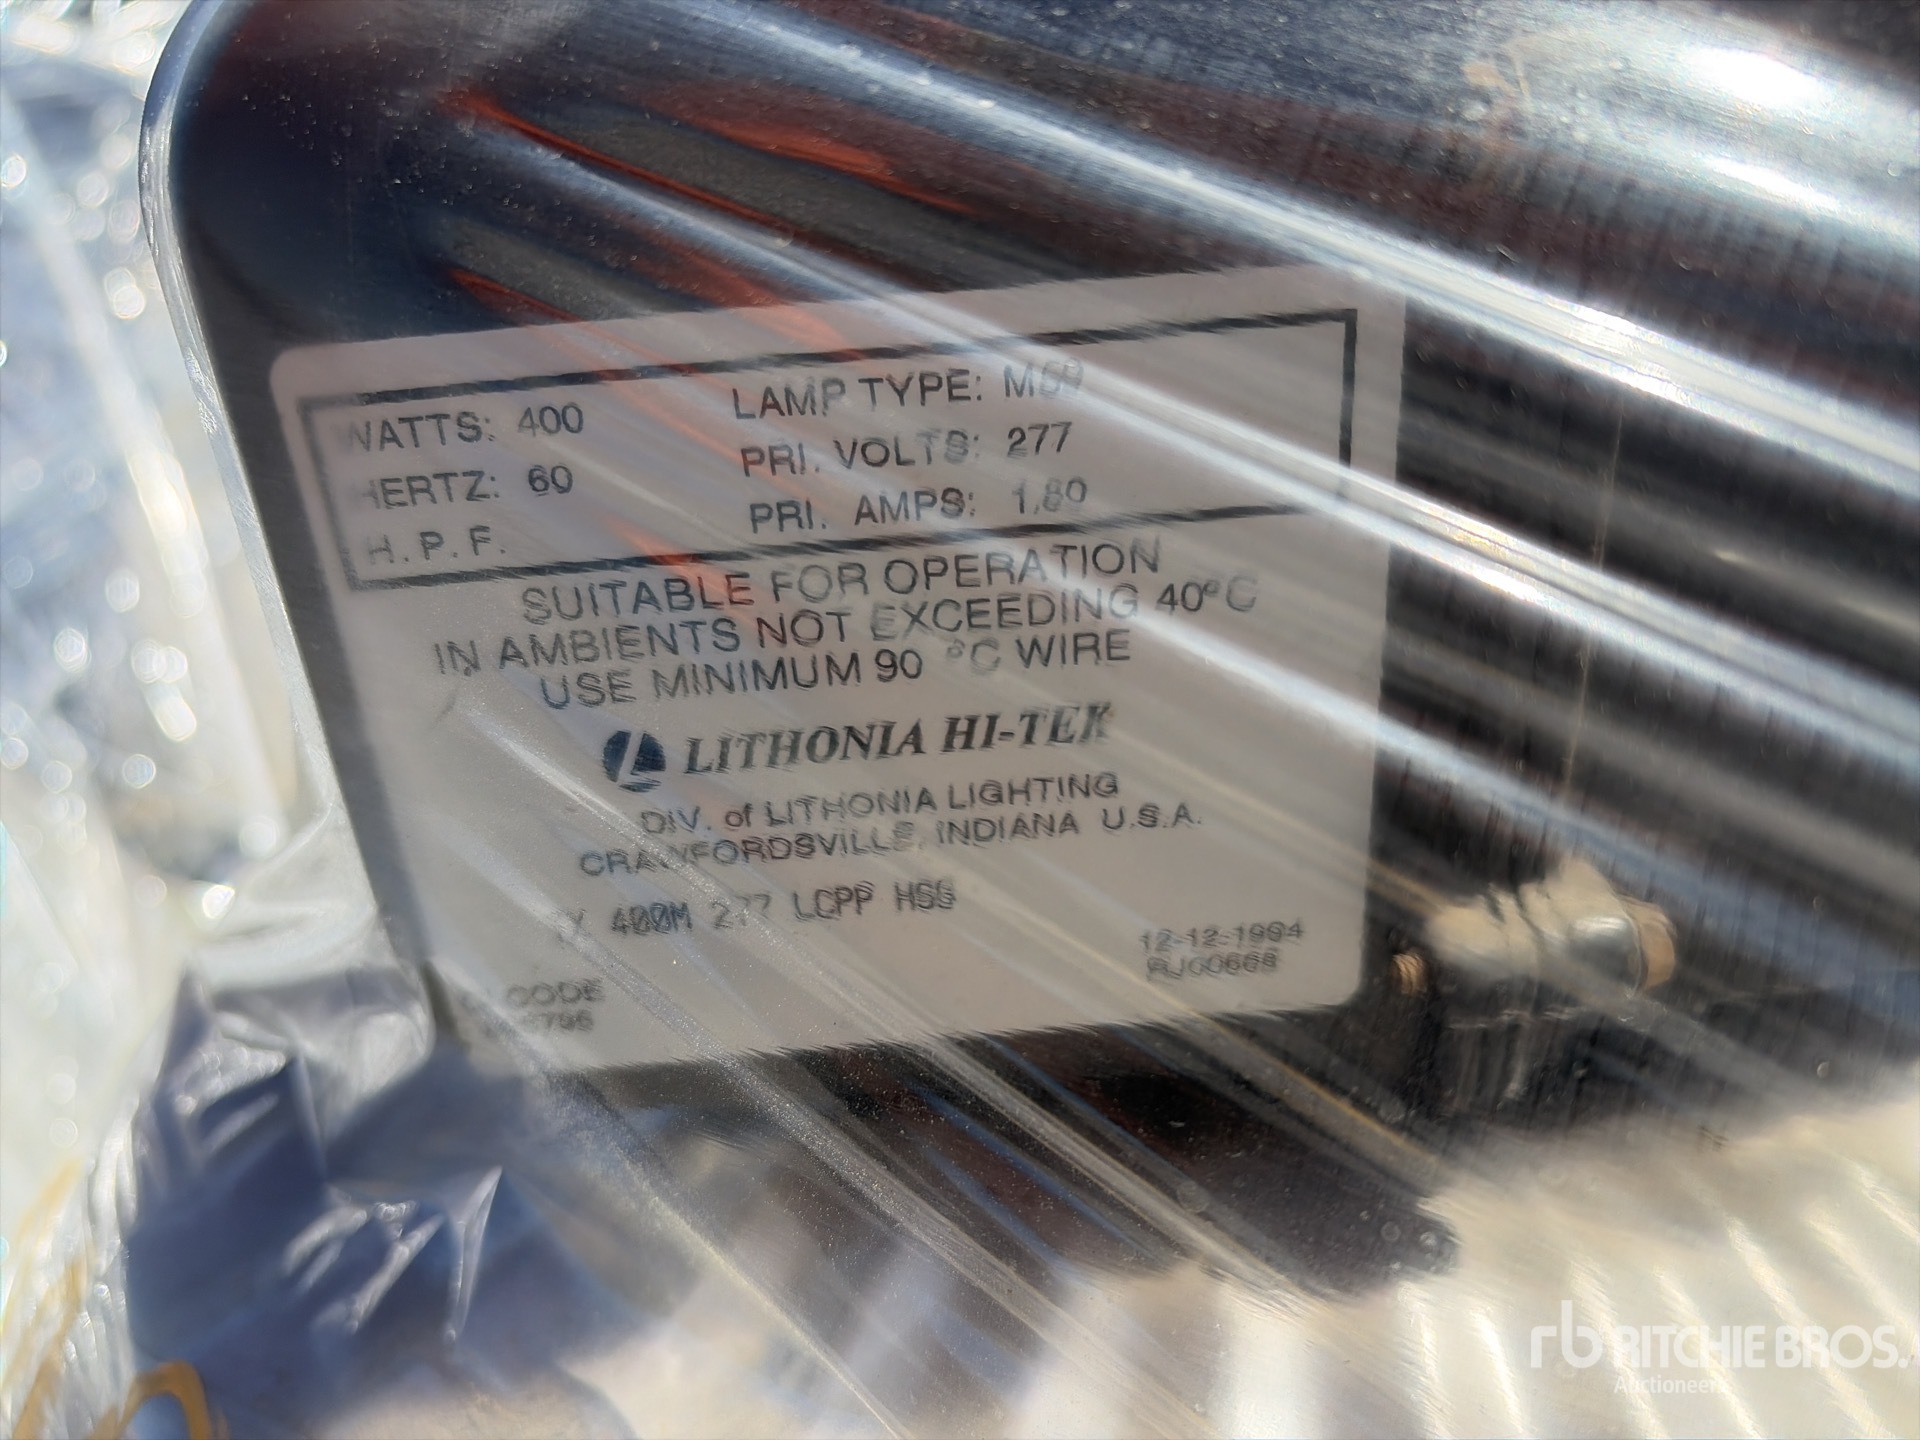 WATTS: 400
LAMP TYPE: M59
HERTZ: 60
PRI. VOLTS: 277
H.P.F.
PRI. AMPS: 1.80
SUITABLE FOR OPERATION
IN AMBIENTS NOT EXCEEDING 40°C
USE MINIMUM 90 °C WIRE
LITHONIA HI-TEK
DIV. of LITHONIA LIGHTING
CRAWFORDSVILLE, INDIANA U.S.A.
400M 277 LCPP HSG
12-12-1994
CODE
rb RITCHIE BROS.
Auctioneers